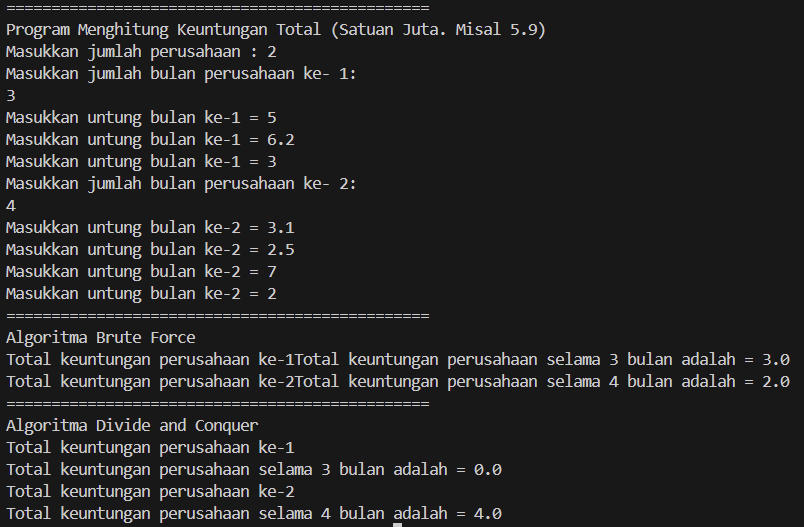 ===============================================
Program Menghitung Keuntungan Total (Satuan Juta. Misal 5.9)
Masukkan jumlah perusahaan : 2
Masukkan jumlah bulan perusahaan ke- 1:
3
Masukkan untung bulan ke-1 = 5
Masukkan untung bulan ke-1 = 6.2
Masukkan untung bulan ke-1 = 3
Masukkan jumlah bulan perusahaan ke- 2:
4
Masukkan untung bulan ke-2 = 3.1
Masukkan untung bulan ke-2 = 2.5
Masukkan untung bulan ke-2 = 7
Masukkan untung bulan ke-2 = 2
===============================================
Algoritma Brute Force
Total keuntungan perusahaan ke-1Total keuntungan perusahaan selama 3 bulan adalah = 3.0
Total keuntungan perusahaan ke-2Total keuntungan perusahaan selama 4 bulan adalah = 2.0
===============================================
Algoritma Divide and Conquer
Total keuntungan perusahaan ke-1
Total keuntungan perusahaan selama 3 bulan adalah = 0.0
Total keuntungan perusahaan ke-2
Total keuntungan perusahaan selama 4 bulan adalah = 4.0